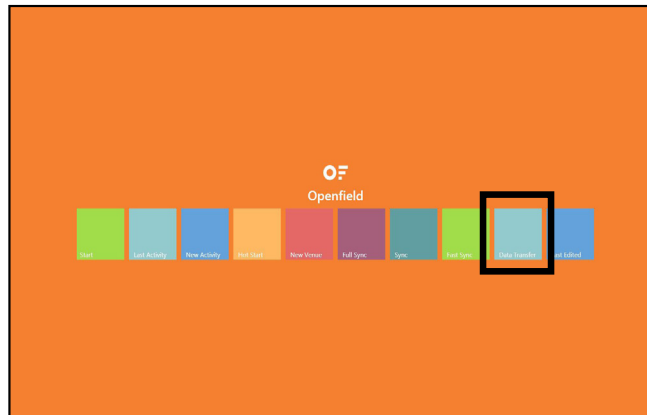 OF
Openfield
Start
Last Activity
New Activity
Hot Start
New Venue
Full Sync
Sync
Fast Sync
Data Transfer
st Edited